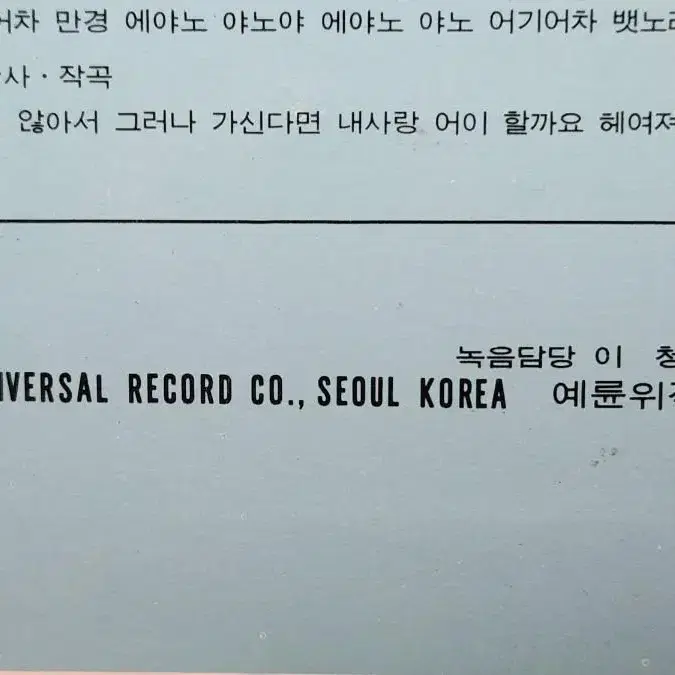 어차 만경 에야노 야노야 에야노 야노 어기어차 뱃노래
사·작곡
않아서 그러나 가신다면 내사랑 어이 할까요 헤여져
녹음담당 이 청
IVERSAL RECORD CO., SEOUL KOREA 예륜위